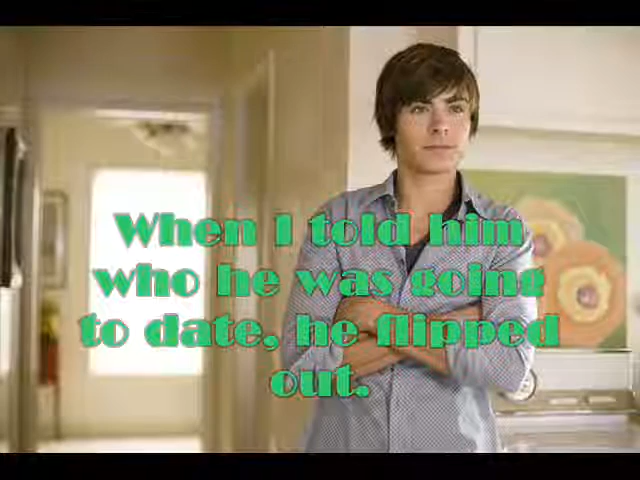 When I told him
who he was going
to date, he flipped
out.